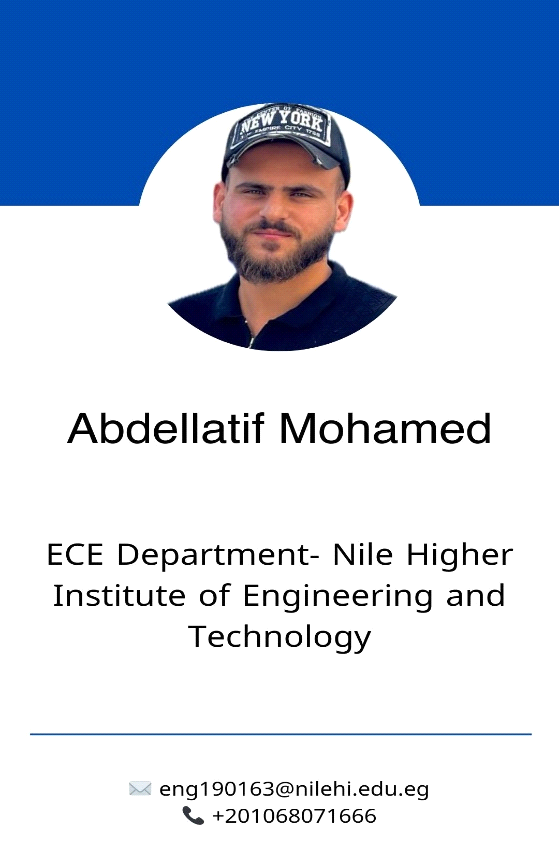 NEW YORK
EMPIRE CITY
Abdellatif Mohamed
ECE Department- Nile Higher
Institute of Engineering and
Technology
eng190163@nilehi.edu.eg
+201068071666